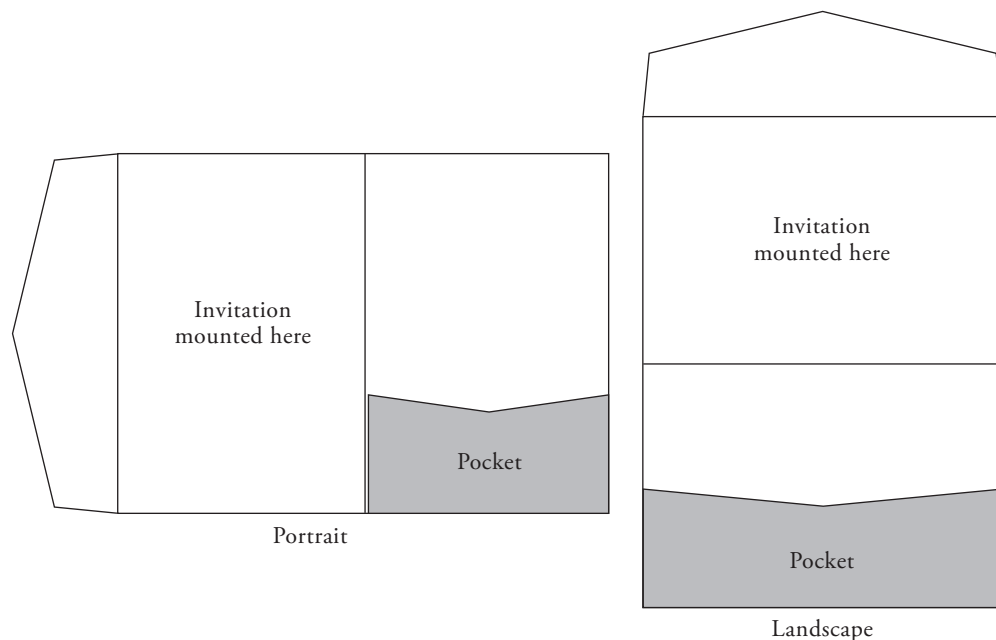 Invitation
mounted here
Pocket
Portrait
Invitation
mounted here
Pocket
Landscape